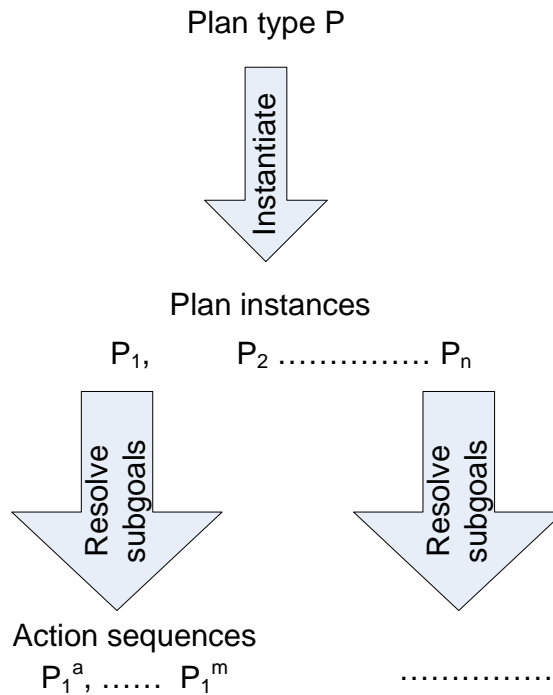 Plan type P
Instantiate
Plan instances
P₁, P₂ …………… Pₙ
Resolve
subgoals
Resolve
subgoals
Action sequences
P₁ᵃ, …… P₁ᵐ ……………